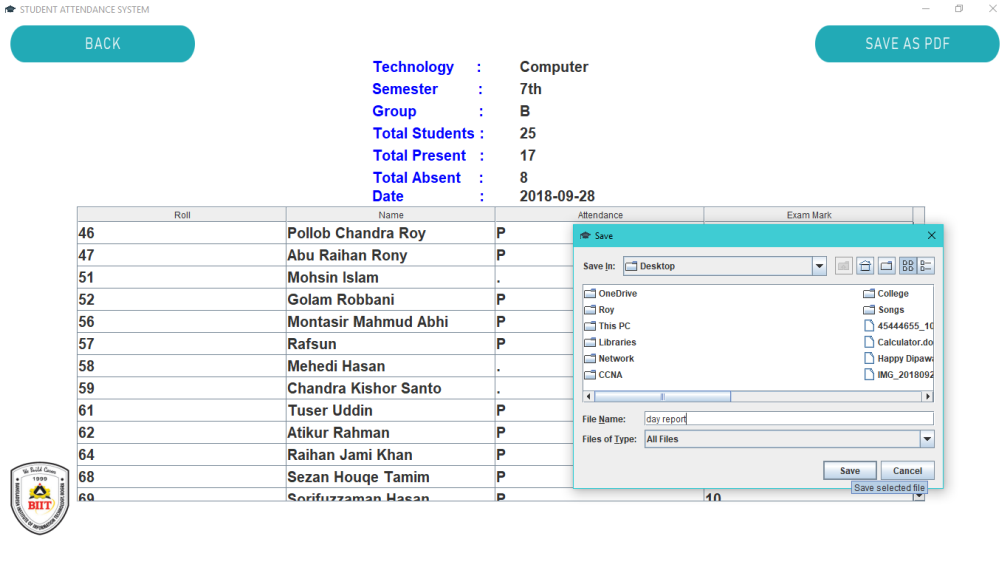 STUDENT ATTENDANCE SYSTEM
BACK
SAVE AS PDF
Technology : Computer
Semester : 7th
Group : B
Total Students : 25
Total Present : 17
Total Absent : 8
Date : 2018-09-28
Roll Name Attendance Exam Mark
46 Pollob Chandra Roy P
47 Abu Raihan Rony P
51 Mohsin Islam .
52 Golam Robbani P
56 Montasir Mahmud Abhi P
57 Rafsun P
58 Mehedi Hasan .
59 Chandra Kishor Santo .
61 Tuser Uddin P
62 Atikur Rahman P
64 Raihan Jami Khan P
68 Sezan Houqe Tamim P
69 Sorifuzzaman Hasan P 10
Save
Save In: Desktop
OneDrive
Roy
This PC
Libraries
Network
CCNA
College
Songs
45444655_10
Calculator.do
Happy Dipaw
IMG_2018092
File Name: day report
Files of Type: All Files
Save Cancel
Save selected file
We Build Career
1999
BIIT